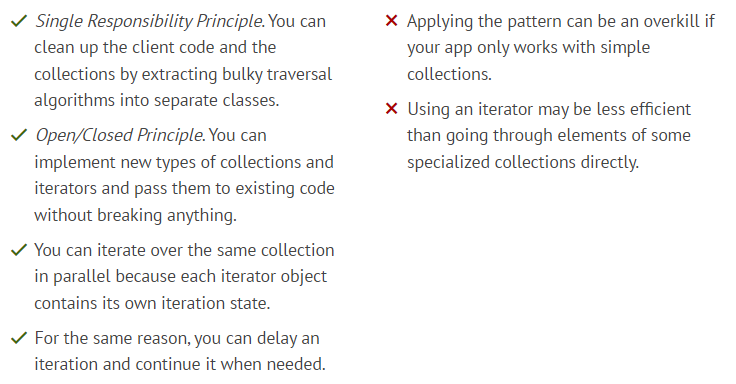 Single Responsibility Principle. You can
clean up the client code and the
collections by extracting bulky traversal
algorithms into separate classes.
Open/Closed Principle. You can
implement new types of collections and
iterators and pass them to existing code
without breaking anything.
You can iterate over the same collection
in parallel because each iterator object
contains its own iteration state.
For the same reason, you can delay an
iteration and continue it when needed.
Applying the pattern can be an overkill if
your app only works with simple
collections.
Using an iterator may be less efficient
than going through elements of some
specialized collections directly.